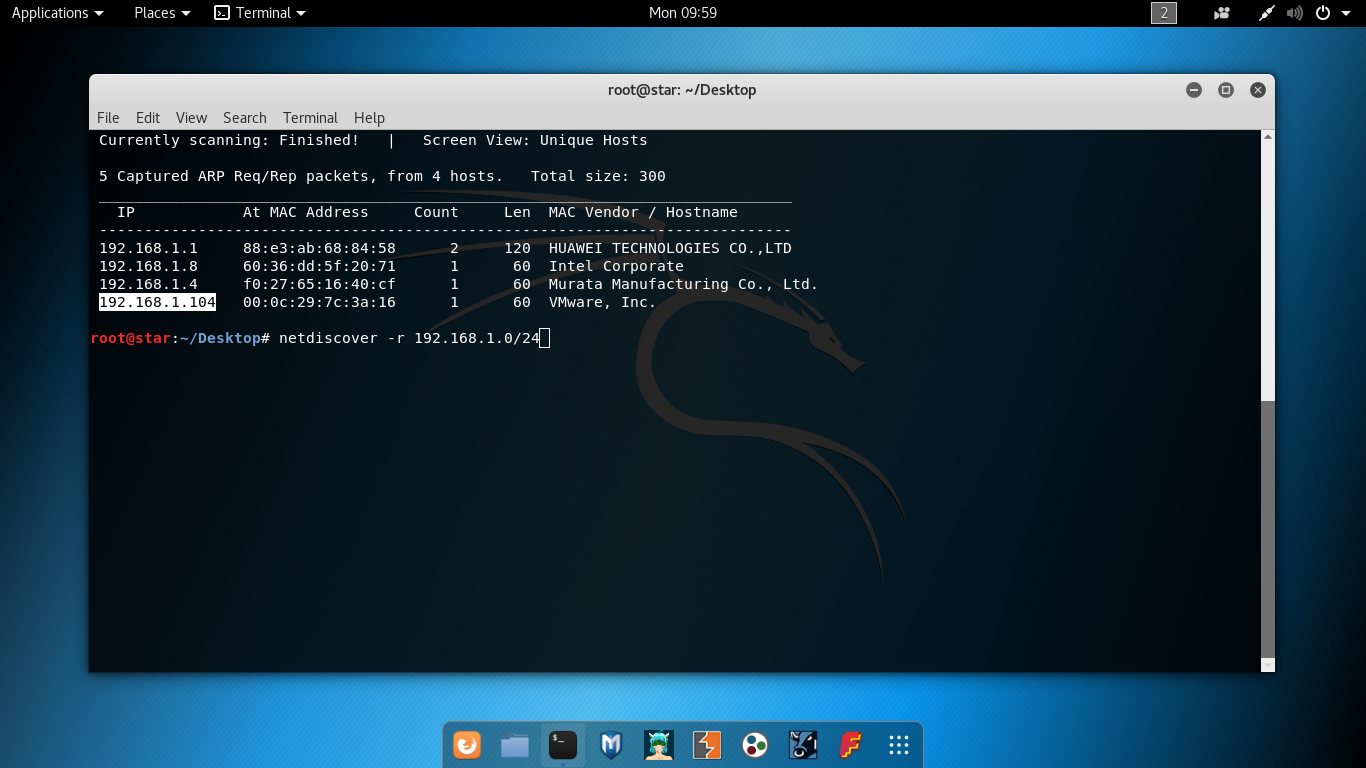 Applications Places Terminal Mon 09:59 2
root@star: ~/Desktop
File Edit View Search Terminal Help
Currently scanning: Finished!   |   Screen View: Unique Hosts
5 Captured ARP Req/Rep packets, from 4 hosts.   Total size: 300
_____________________________________________________________________________
  IP            At MAC Address     Count     Len  MAC Vendor / Hostname
-----------------------------------------------------------------------------
192.168.1.1     88:e3:ab:68:84:58      2     120  HUAWEI TECHNOLOGIES CO.,LTD
192.168.1.8     60:36:dd:5f:20:71      1      60  Intel Corporate
192.168.1.4     f0:27:65:16:40:cf      1      60  Murata Manufacturing Co., Ltd.
192.168.1.104   00:0c:29:7c:3a:16      1      60  VMware, Inc.
root@star:~/Desktop# netdiscover -r 192.168.1.0/24